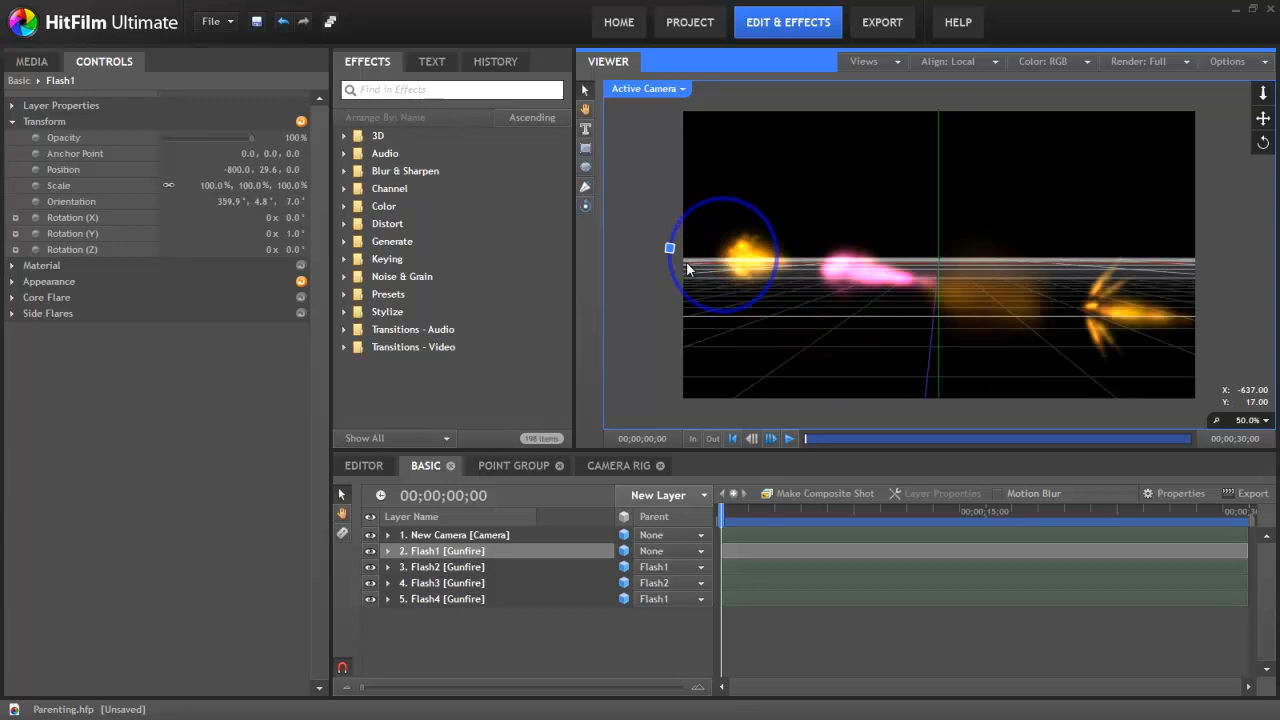 HitFilm Ultimate
File
HOME
PROJECT
EDIT & EFFECTS
EXPORT
HELP
MEDIA
CONTROLS
Basic
Flash1
Layer Properties
Transform
Opacity 100%
Anchor Point 0.0, 0.0, 0.0
Position -800.0, 29.6, 0.0
Scale 100.0%, 100.0%, 100.0%
Orientation 359.9°, 4.8°, 7.0°
Rotation (X) 0x 0.0°
Rotation (Y) 0x 1.0°
Rotation (Z) 0x 0.0°
Material
Appearance
Core Flare
Side Flares
EFFECTS
TEXT
HISTORY
Find in Effects
Arrange By: Name
Ascending
3D
Audio
Blur & Sharpen
Channel
Color
Distort
Generate
Keying
Noise & Grain
Presets
Stylize
Transitions - Audio
Transitions - Video
Show All
198 items
VIEWER
Views
Align: Local
Color: RGB
Render: Full
Options
Active Camera
X: -637.00
Y: 17.00
50.0%
00;00;00;00
In
Out
00;00;30;00
EDITOR
BASIC
POINT GROUP
CAMERA RIG
00;00;00;00
New Layer
Make Composite Shot
Layer Properties
Motion Blur
Properties
Export
Layer Name
Parent
00;00;15;00
00;00;3
1. New Camera [Camera] None
2. Flash1 [Gunfire] None
3. Flash2 [Gunfire] Flash1
4. Flash3 [Gunfire] Flash2
5. Flash4 [Gunfire] Flash1
Parenting.hfp [Unsaved]